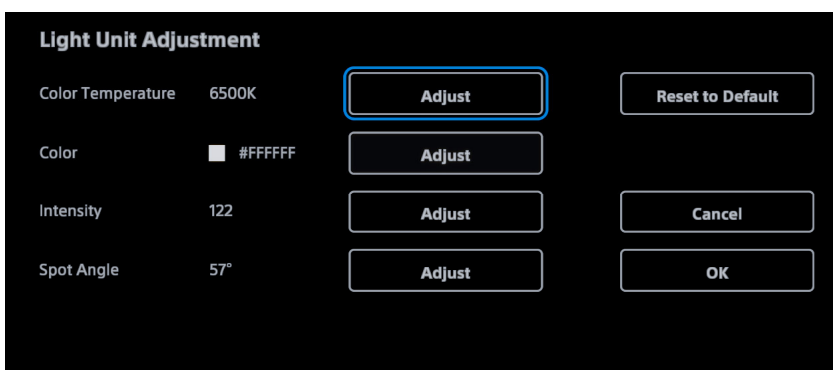 Light Unit Adjustment
Color Temperature 6500K Adjust Reset to Default
Color #FFFFFF Adjust
Intensity 122 Adjust Cancel
Spot Angle 57° Adjust OK